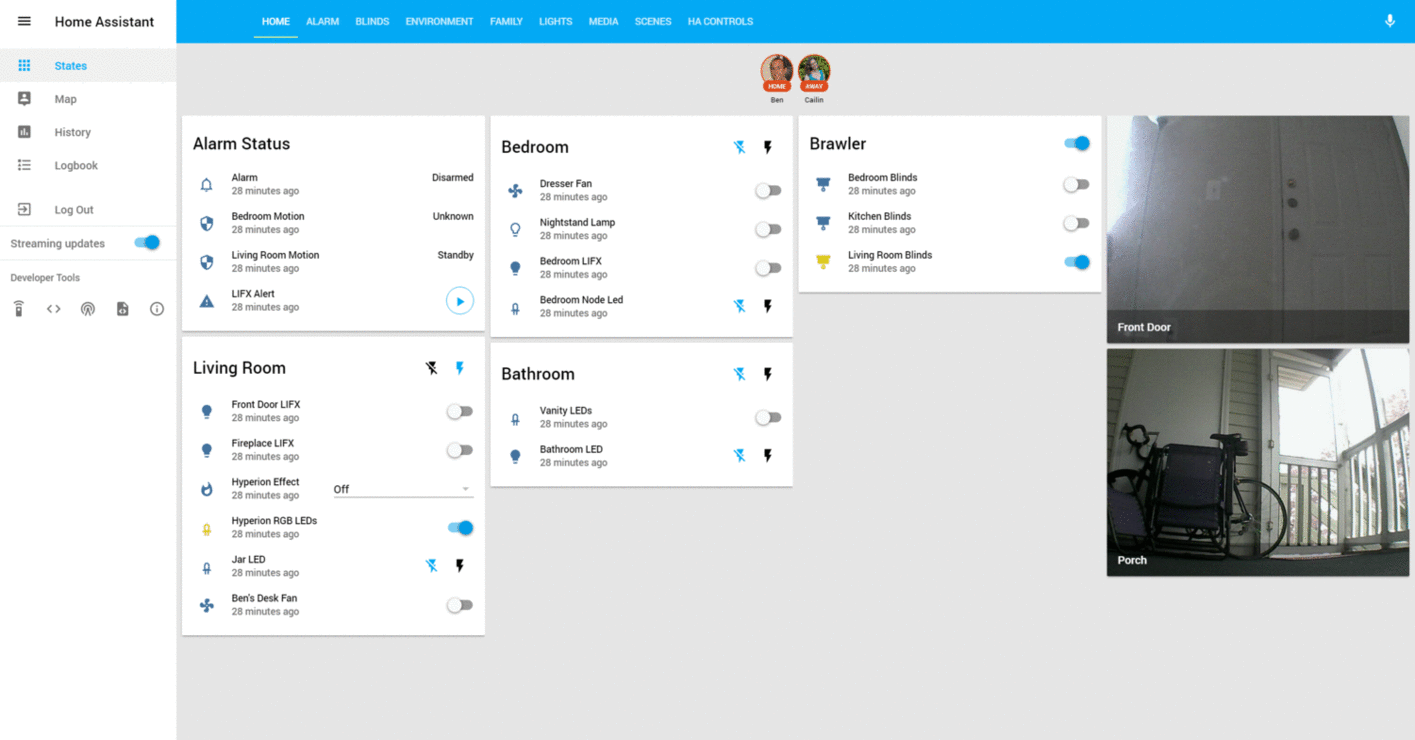 Home Assistant
HOME ALARM BLINDS ENVIRONMENT FAMILY LIGHTS MEDIA SCENES HA CONTROLS
States
Map
History
Logbook
Log Out
Streaming updates
Developer Tools
HOME AWAY
Ben Cailin
Alarm Status
Alarm Disarmed
28 minutes ago
Bedroom Motion Unknown
28 minutes ago
Living Room Motion Standby
28 minutes ago
LIFX Alert
28 minutes ago
Living Room
Front Door LIFX
28 minutes ago
Fireplace LIFX
28 minutes ago
Hyperion Effect
28 minutes ago
Off
Hyperion RGB LEDs
28 minutes ago
Jar LED
28 minutes ago
Ben's Desk Fan
28 minutes ago
Bedroom
Dresser Fan
28 minutes ago
Nightstand Lamp
28 minutes ago
Bedroom LIFX
28 minutes ago
Bedroom Node Led
28 minutes ago
Bathroom
Vanity LEDs
28 minutes ago
Bathroom LED
28 minutes ago
Brawler
Bedroom Blinds
28 minutes ago
Kitchen Blinds
28 minutes ago
Living Room Blinds
28 minutes ago
Front Door
Porch